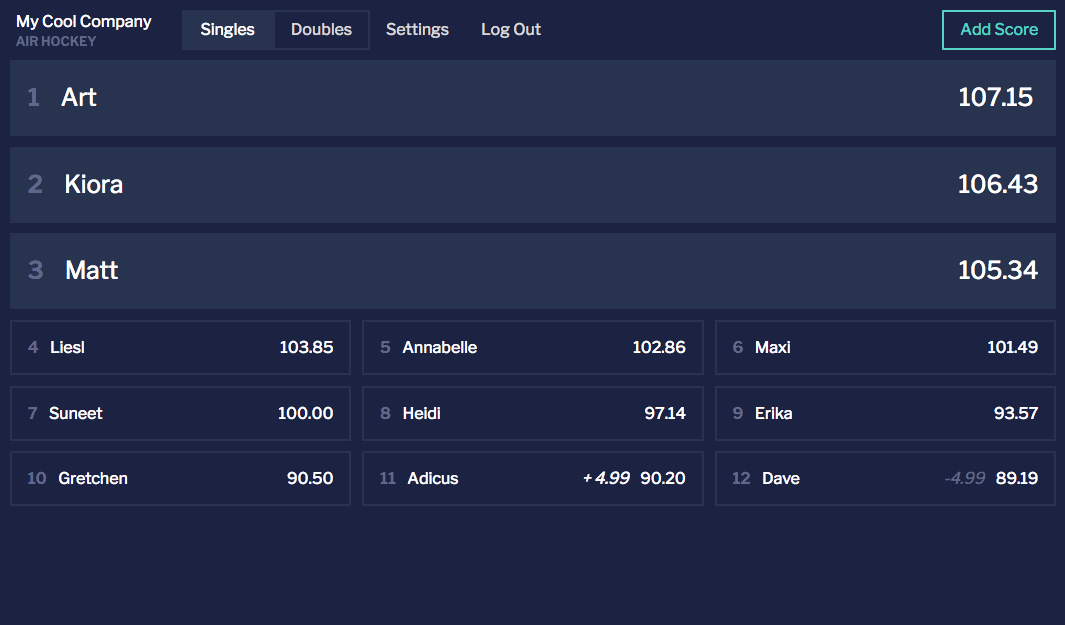 My Cool Company
AIR HOCKEY
Singles Doubles Settings Log Out Add Score
1 Art 107.15
2 Kiora 106.43
3 Matt 105.34
4 Liesl 103.85
5 Annabelle 102.86
6 Maxi 101.49
7 Suneet 100.00
8 Heidi 97.14
9 Erika 93.57
10 Gretchen 90.50
11 Adicus +4.99 90.20
12 Dave -4.99 89.19